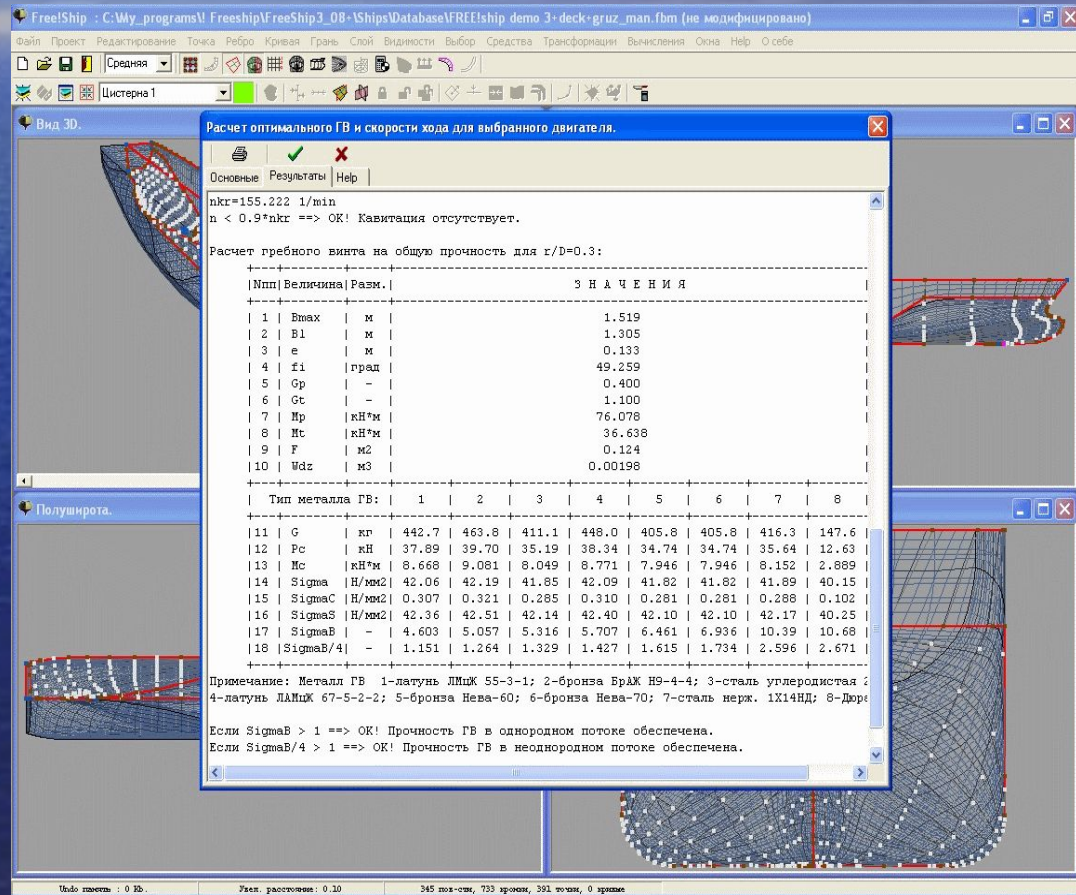 Free!Ship : C:\My_programs\! Freeship\FreeShip3_08+\Ships\Database\FREE!ship demo 3+deck+gruz_man.fbm (не модифицировано)
Файл Проект Редактирование Точка Ребро Кривая Грань Слой Видимости Выбор Средства Трансформации Вычисления Окна Help О себе
Средняя
Цистерна 1
Вид 3D.
Расчет оптимального ГВ и скорости хода для выбранного двигателя.
Основные Результаты Help
nkr=155.222 1/min
n < 0.9*nkr ==> OK! Кавитация отсутствует.
Расчет гребного винта на общую прочность для r/D=0.3:
|Nпп|Величина|Разм.| З Н А Ч Е Н И Я |
| 1 | Bmax | м | 1.519 |
| 2 | B1 | м | 1.305 |
| 3 | e | м | 0.133 |
| 4 | fi |град | 49.259 |
| 5 | Gp | - | 0.400 |
| 6 | Gt | - | 1.100 |
| 7 | Mp |кН*м | 76.078 |
| 8 | Mt |кН*м | 36.638 |
| 9 | F | м2 | 0.124 |
|10 | Wdz | м3 | 0.00198 |
| Тип металла ГВ: | 1 | 2 | 3 | 4 | 5 | 6 | 7 | 8 |
|11 | G | кг | 442.7 | 463.8 | 411.1 | 448.0 | 405.8 | 405.8 | 416.3 | 147.6 |
|12 | Pc | кН | 37.89 | 39.70 | 35.19 | 38.34 | 34.74 | 34.74 | 35.64 | 12.63 |
|13 | Mc |кН*м | 8.668 | 9.081 | 8.049 | 8.771 | 7.946 | 7.946 | 8.152 | 2.889 |
|14 | Sigma |Н/мм2| 42.06 | 42.19 | 41.85 | 42.09 | 41.82 | 41.82 | 41.89 | 40.15 |
|15 | SigmaC |Н/мм2| 0.307 | 0.321 | 0.285 | 0.310 | 0.281 | 0.281 | 0.288 | 0.102 |
|16 | SigmaS |Н/мм2| 42.36 | 42.51 | 42.14 | 42.40 | 42.10 | 42.10 | 42.17 | 40.25 |
|17 | SigmaB | - | 4.603 | 5.057 | 5.316 | 5.707 | 6.461 | 6.936 | 10.39 | 10.68 |
|18 |SigmaB/4| - | 1.151 | 1.264 | 1.329 | 1.427 | 1.615 | 1.734 | 2.596 | 2.671 |
Примечание: Металл ГВ 1-латунь ЛМцЖ 55-3-1; 2-бронза БрАЖ Н9-4-4; 3-сталь углеродистая 2
4-латунь ЛАМцЖ 67-5-2-2; 5-бронза Нева-60; 6-бронза Нева-70; 7-сталь нерж. 1Х14НД; 8-Дюра
Если SigmaB > 1 ==> OK! Прочность ГВ в однородном потоке обеспечена.
Если SigmaB/4 > 1 ==> OK! Прочность ГВ в неоднородном потоке обеспечена.
Полуширота.
Undo память : 0 Kb. Увел. расстояние: 0.10 345 пов-сти, 733 кромки, 391 точки, 0 кривые